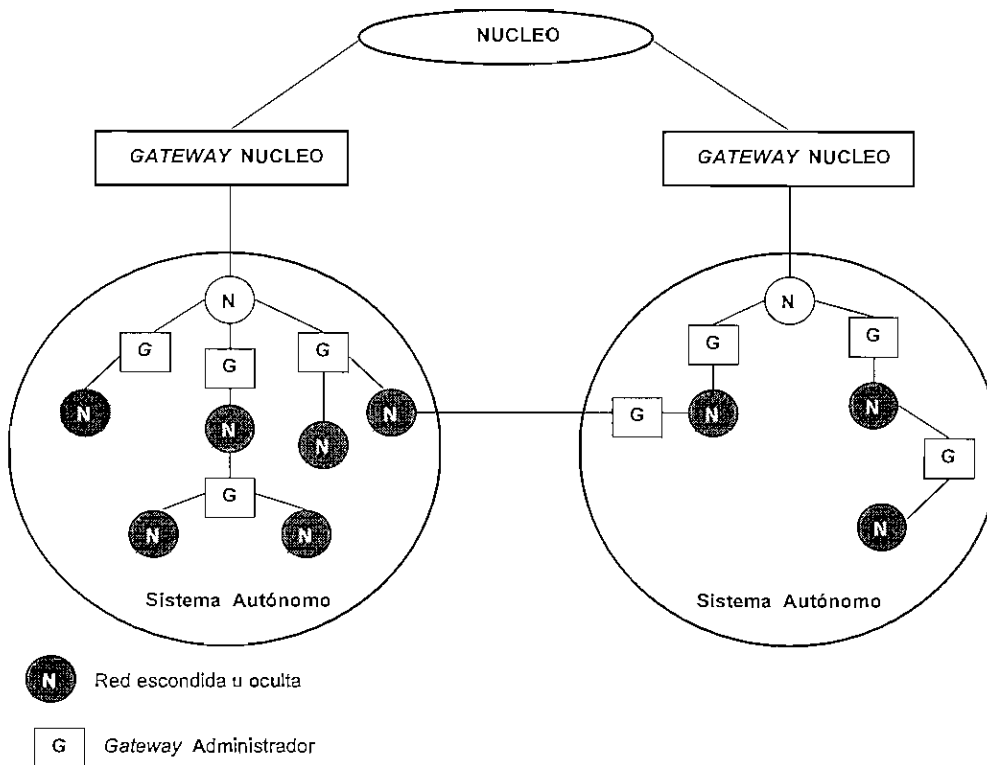 NUCLEO
GATEWAY NUCLEO
GATEWAY NUCLEO
N
N
G
G
G
G
G
N
N
N
N
G
N
N
G
G
N
N
N
Sistema Autónomo
Sistema Autónomo
N Red escondida u oculta
G Gateway Administrador